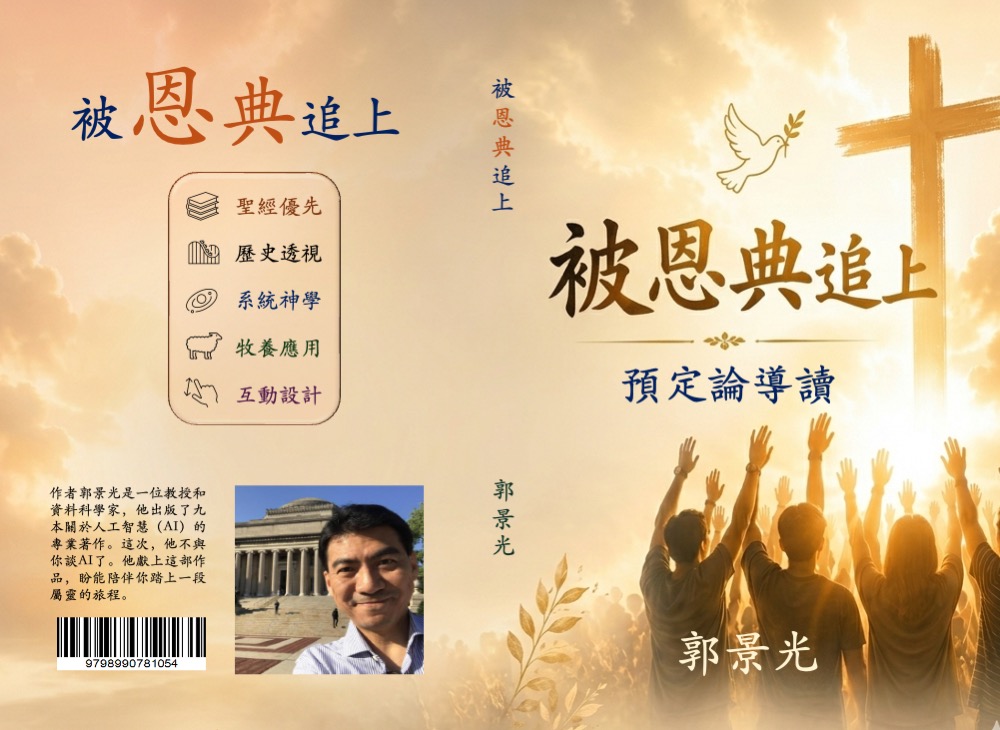 被恩典追上
聖經優先
歷史透視
系統神學
牧養應用
互動設計
作者郭景光是一位教授和
資料科學家，他出版了九
本關於人工智慧（AI）的
專業著作。這次，他不與
你談AI了。他獻上這部作
品，盼能陪伴你踏上一段
屬靈的旅程。
9798990781054
被恩典追上
郭景光
被恩典追上
預定論導讀
郭景光